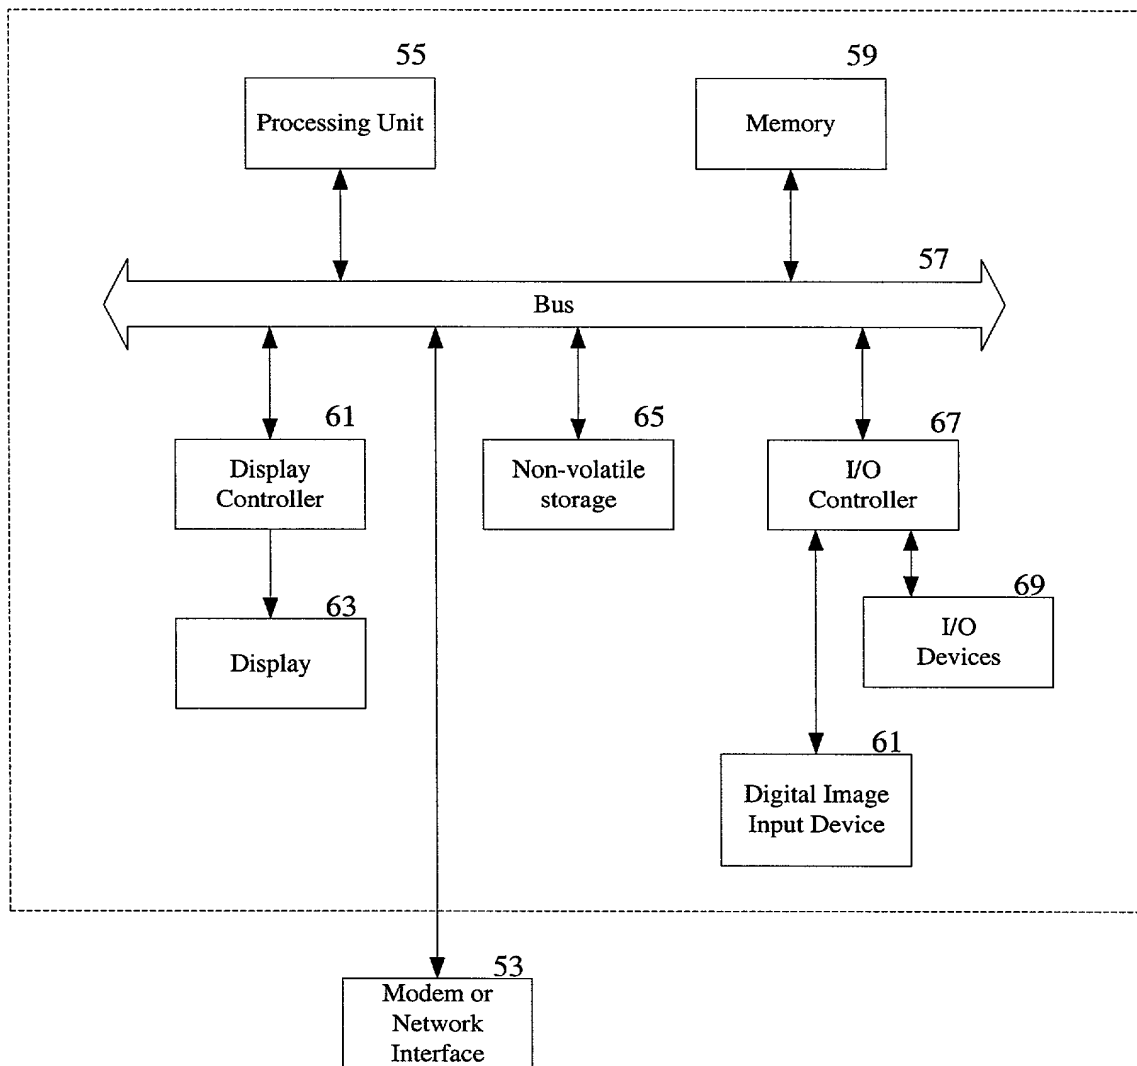 55
Processing Unit
59
Memory
57
Bus
61
Display
Controller
65
Non-volatile
storage
67
I/O
Controller
63
Display
69
I/O
Devices
61
Digital Image
Input Device
53
Modem or
Network
Interface